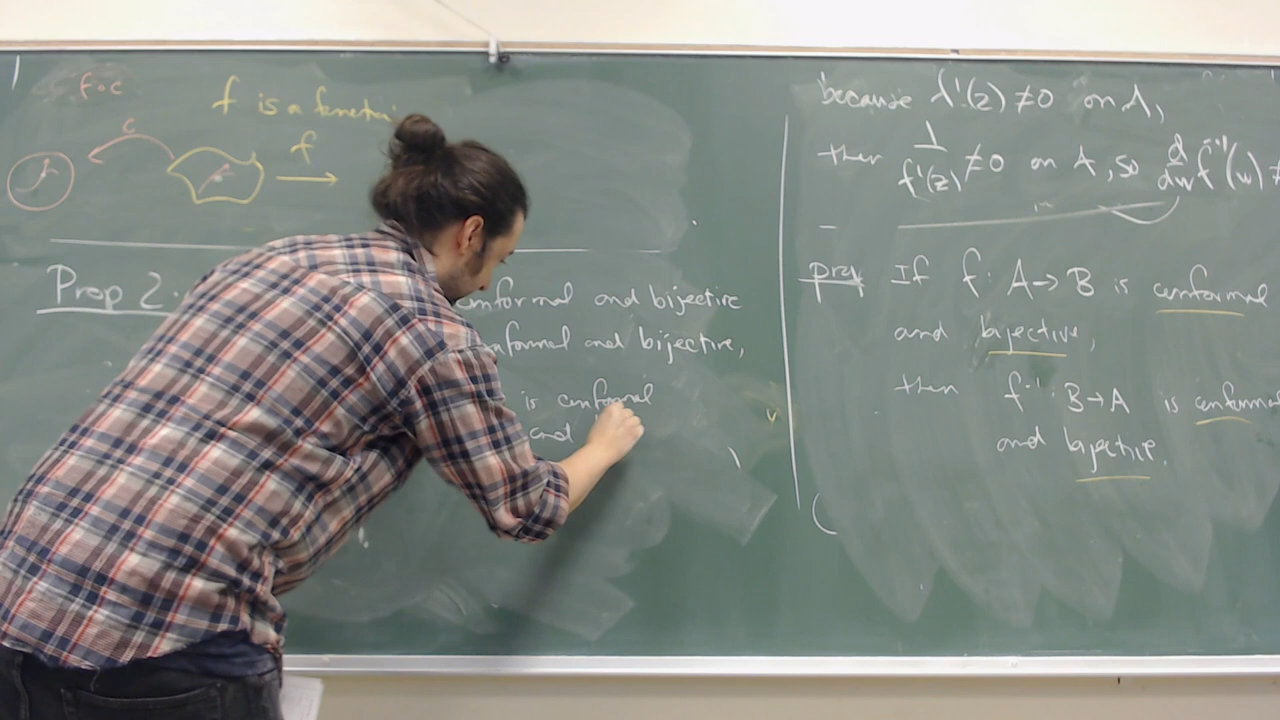 f∘c
f is a functi
c
f
Prop 2.
conformal and bijective
conformal and bijective,
is conformal
and
because f'(z) ≠ 0 on A,
then 1/f'(z) ≠ 0 on A, so d/dw f⁻¹(w) ≠
prop If f: A→B is conformal
and bijective,
then f⁻¹: B→A is conformal
and bijective.